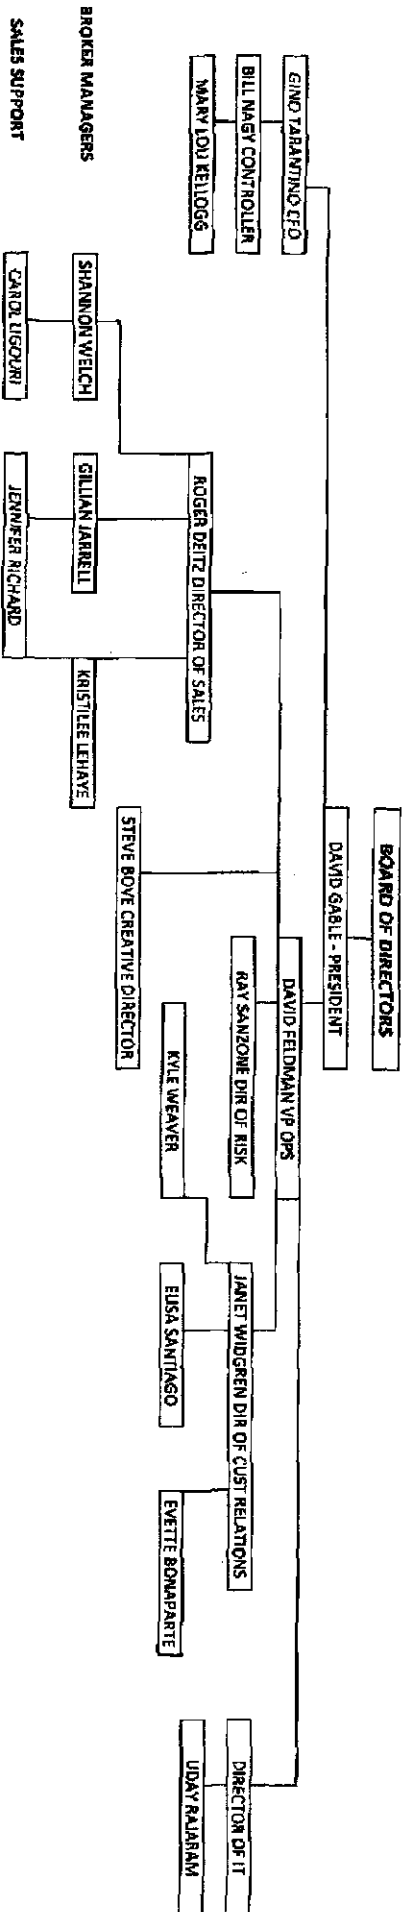 BOARD OF DIRECTORS
DAVID GABLE - PRESIDENT
GINO TARANTINO CFO
DAVID FELDMAN VP OPS
BILL NAGY CONTROLLER
RAY SANZONE DIR OF RISK
JANET WIDGREN DIR OF CUST RELATIONS
DIRECTOR OF IT
MARY LOU KELLOGG
ROGER DEITZ DIRECTOR OF SALES
KYLE WEAVER
ELISA SANTIAGO
EVETTE BONAPARTE
UDAY RAJARAM
STEVE BOVE CREATIVE DIRECTOR
BROKER MANAGERS
SHANNON WELCH
GILLIAN JARRELL
KRISTILEE LEHAYE
SALES SUPPORT
CAROL LIGOURI
JENNIFER RICHARD